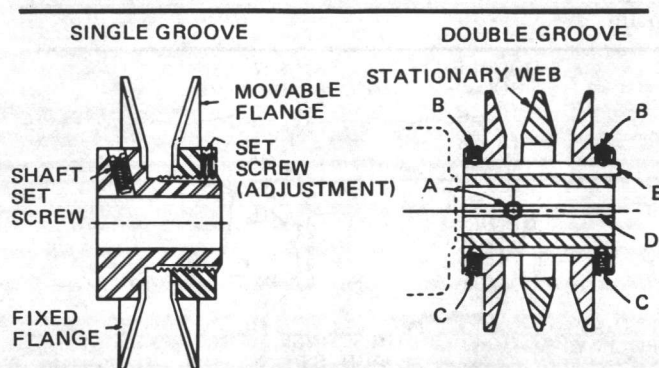 SINGLE GROOVE
MOVABLE
FLANGE
SET
SCREW
(ADJUSTMENT)
SHAFT
SET
SCREW
FIXED
FLANGE
DOUBLE GROOVE
STATIONARY WEB
B
B
A
E
D
C
C